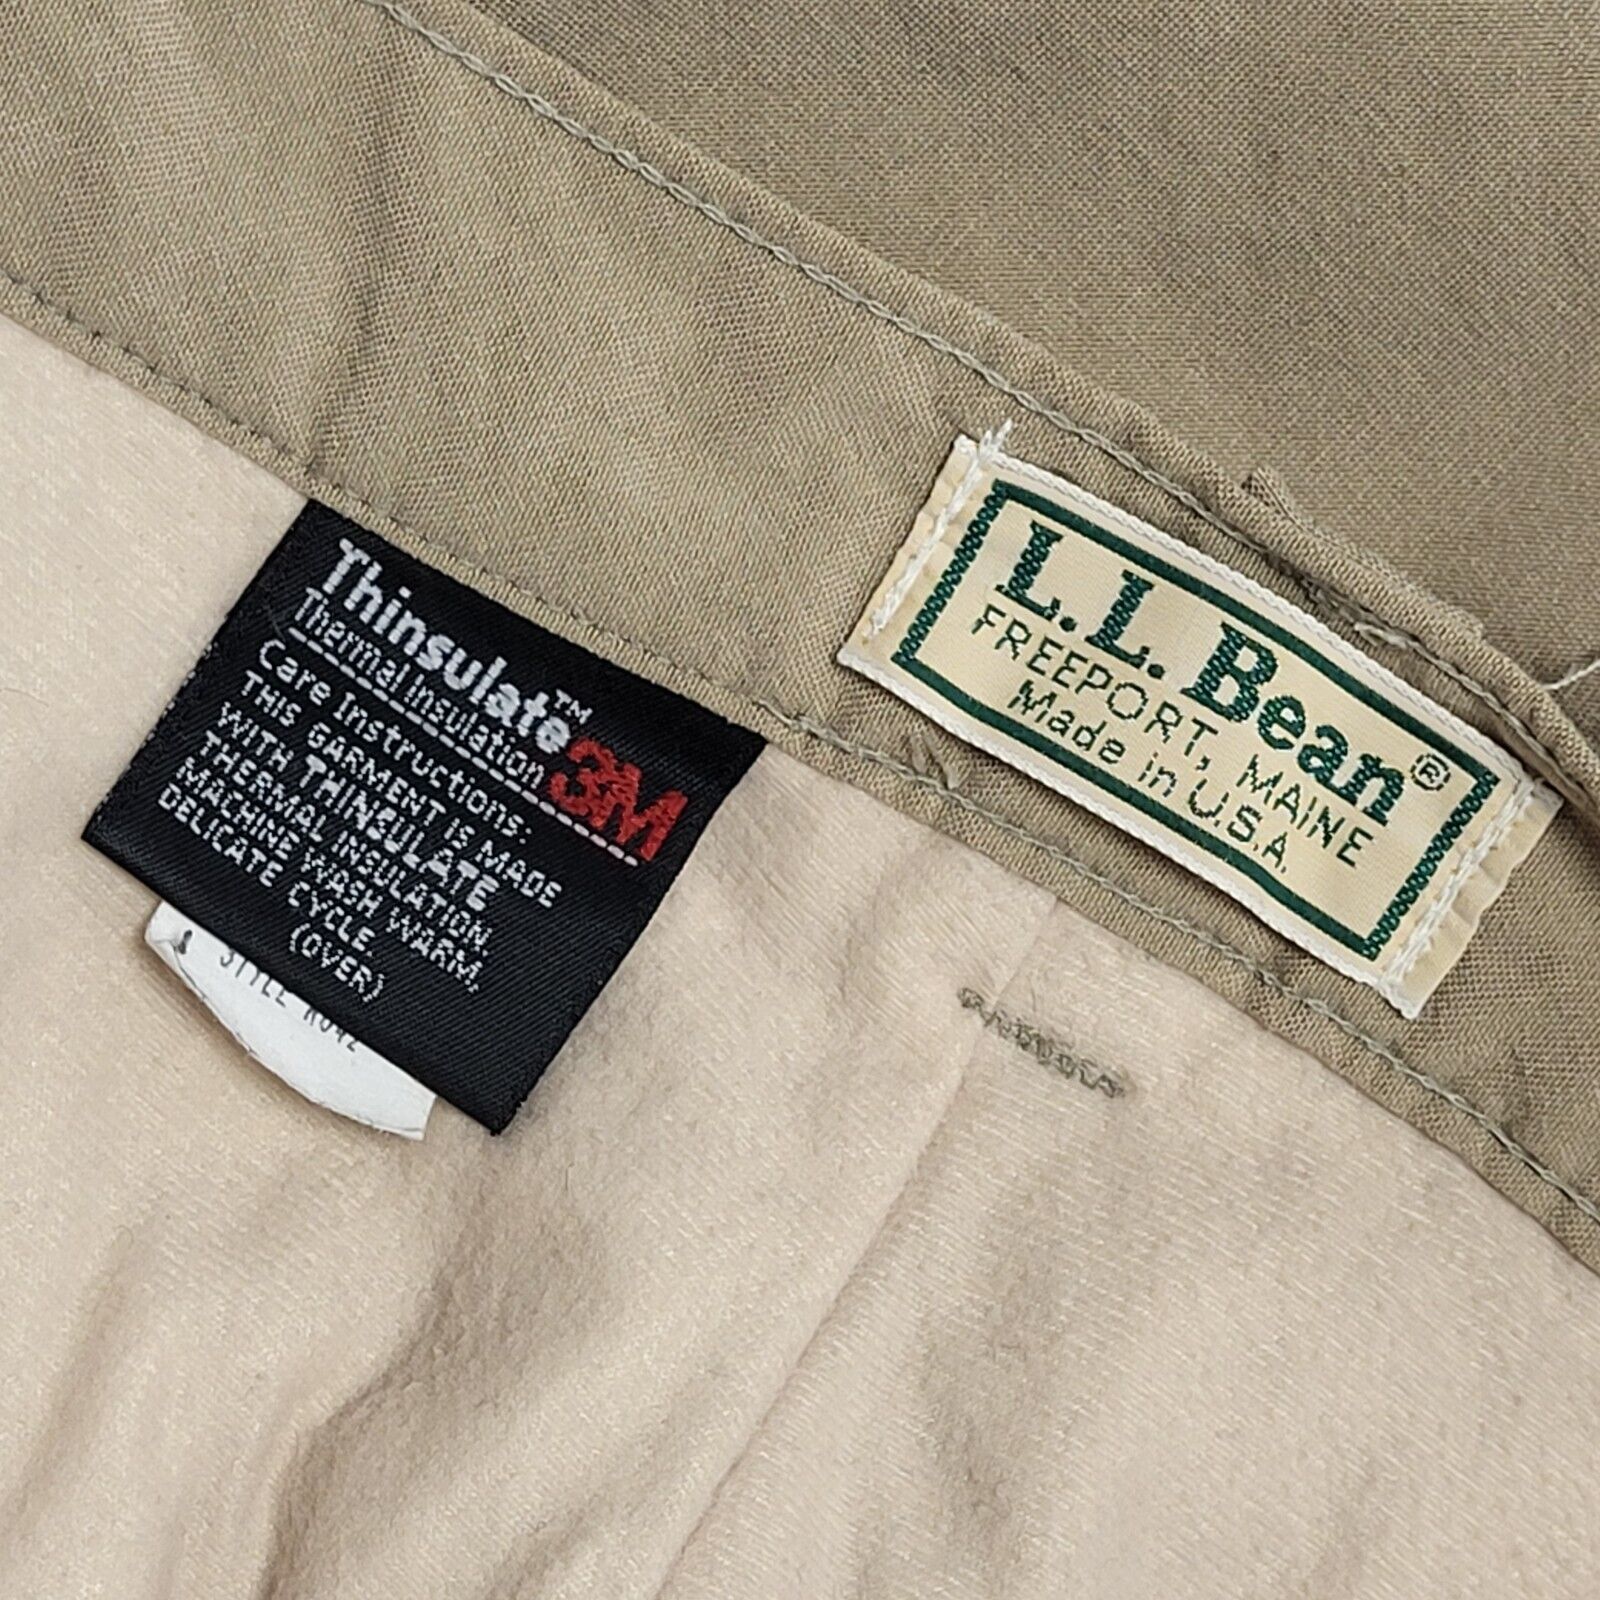 Thinsulate™
Thermal Insulation 3M
Care Instructions:
THIS GARMENT IS MADE
WITH THINSULATE
THERMAL INSULATION.
MACHINE WASH WARM,
DELICATE CYCLE.
(OVER)
STYLE
L.L.Bean®
FREEPORT, MAINE
Made in U.S.A.